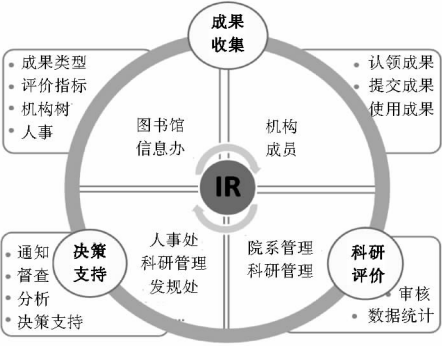 成果
收集
• 成果类型
• 评价指标
• 机构树
• 人事
• 认领成果
• 提交成果
• 使用成果
图书馆
信息办
机构
成员
IR
人事处
科研管理
发规处
...
院系管理
科研管理
决策
支持
科研
评价
• 通知
• 督查
• 分析
• 决策支持
• 审核
• 数据统计